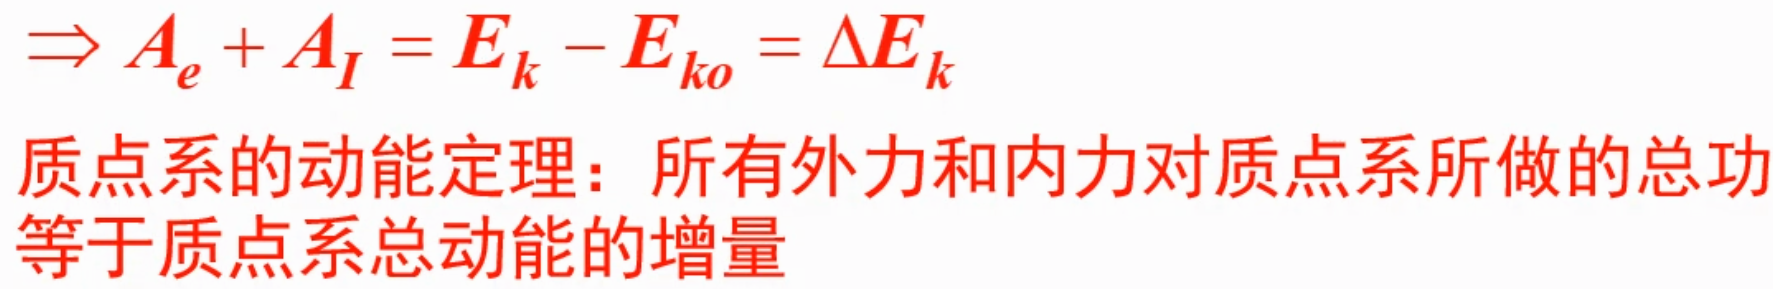 ⇒ A_e + A_I = E_k − E_ko = ΔE_k
质点系的动能定理：所有外力和内力对质点系所做的总功
等于质点系总动能的增量